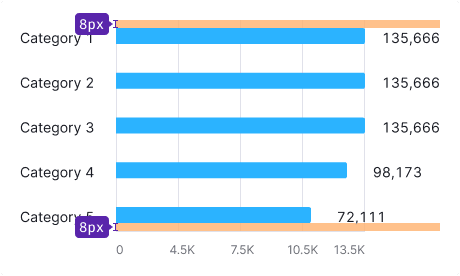 8px
Category 1 135,666
Category 2 135,666
Category 3 135,666
Category 4 98,173
Category 5 72,111
8px
0 4.5K 7.5K 10.5K 13.5K